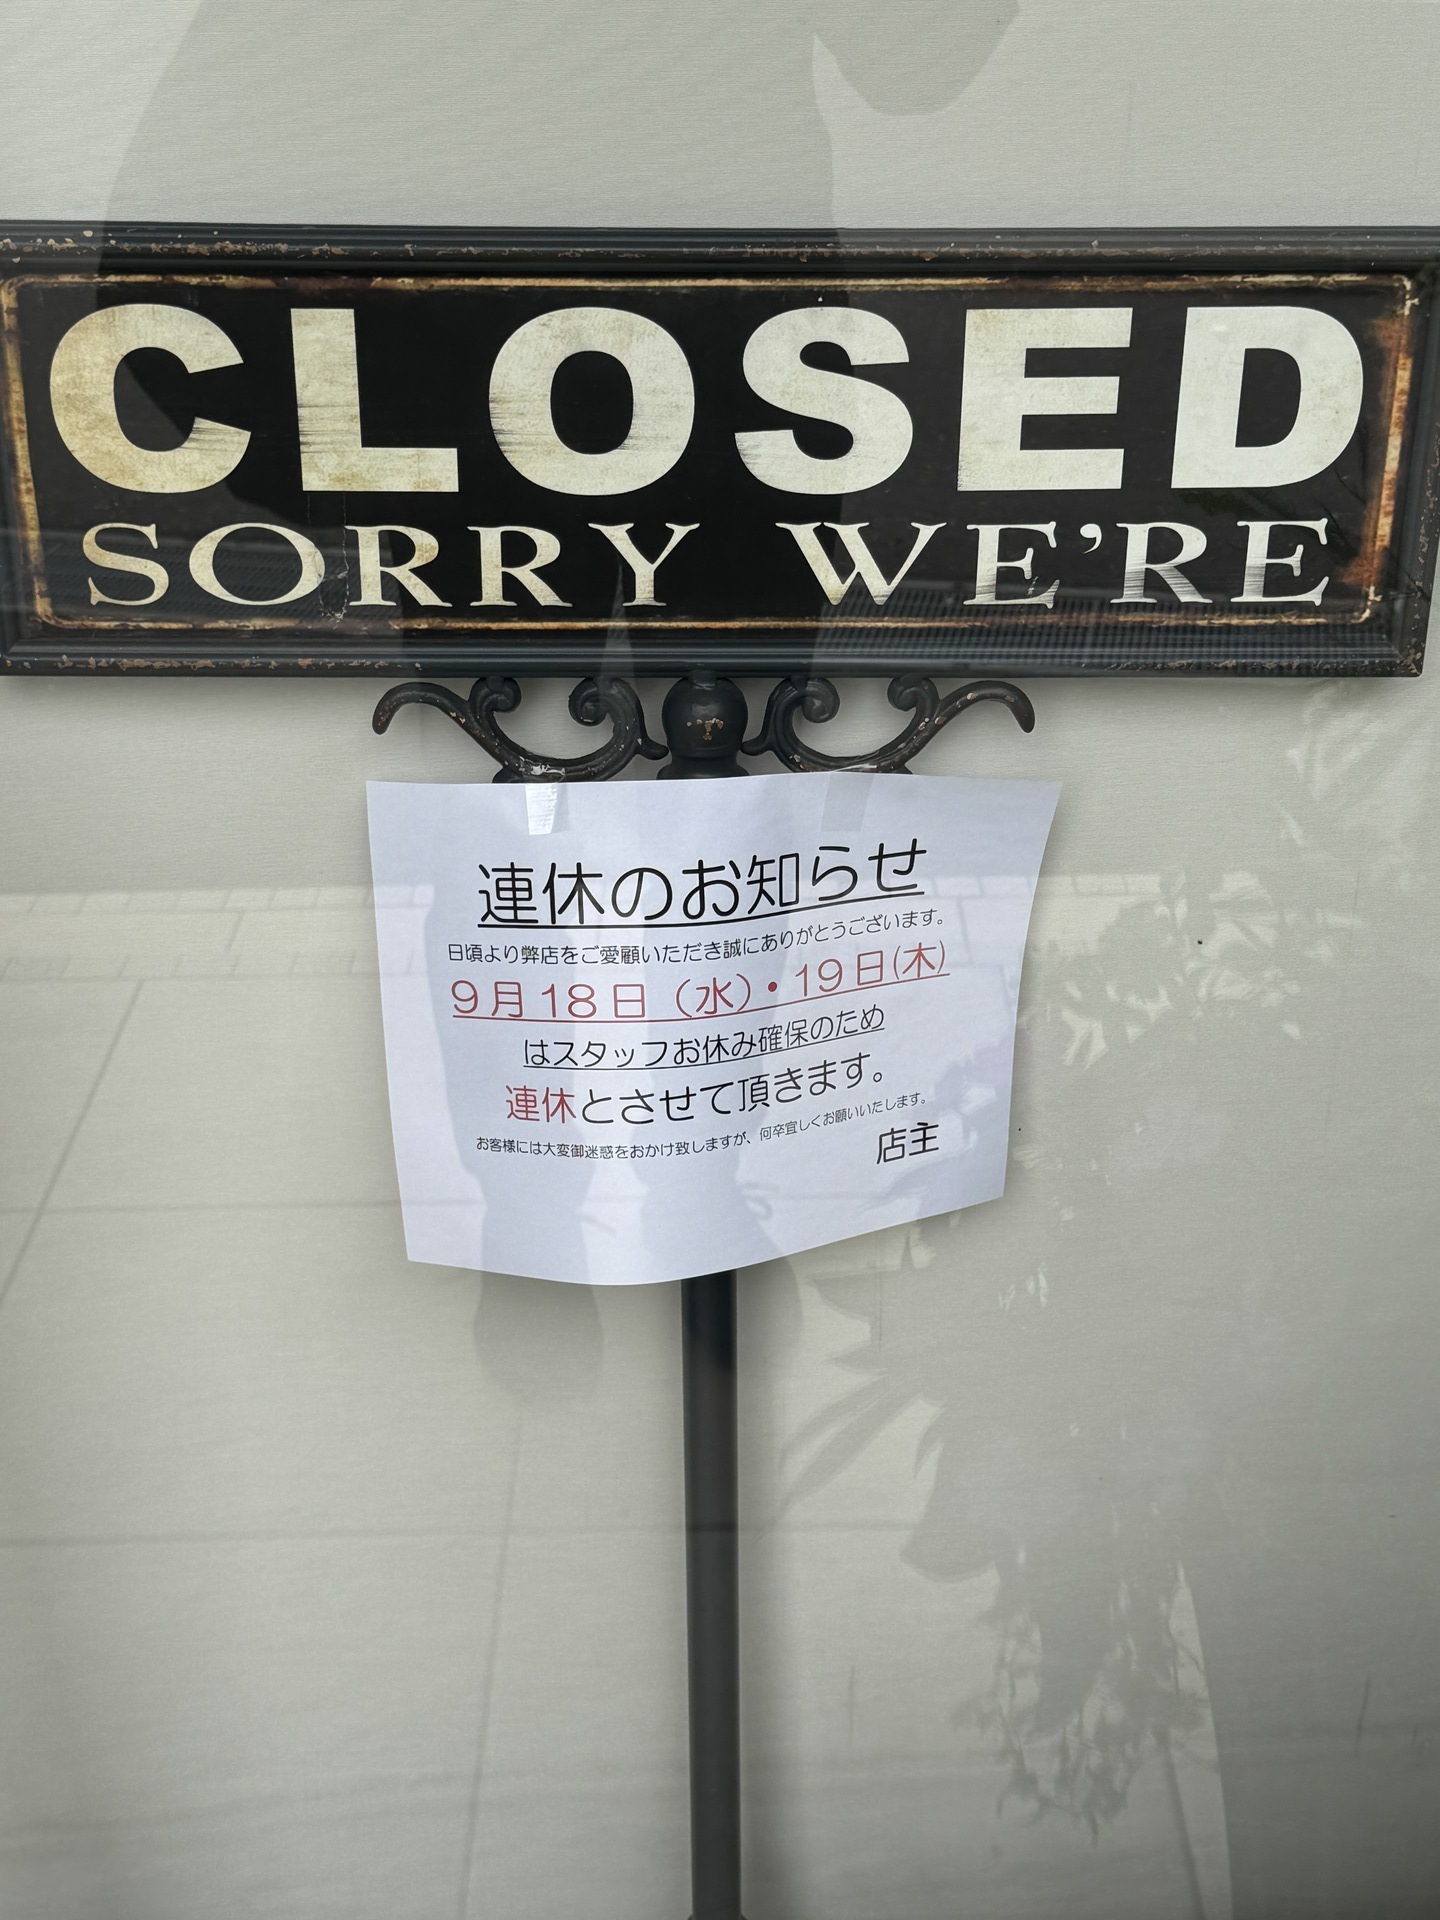 CLOSED
SORRY WE'RE
連休のお知らせ
日頃より弊店をご愛顧いただき誠にありがとうございます。
9月18日（水）・19日(木)
はスタッフお休み確保のため
連休とさせて頂きます。
お客様には大変御迷惑をおかけ致しますが、何卒宜しくお願いいたします。
店主